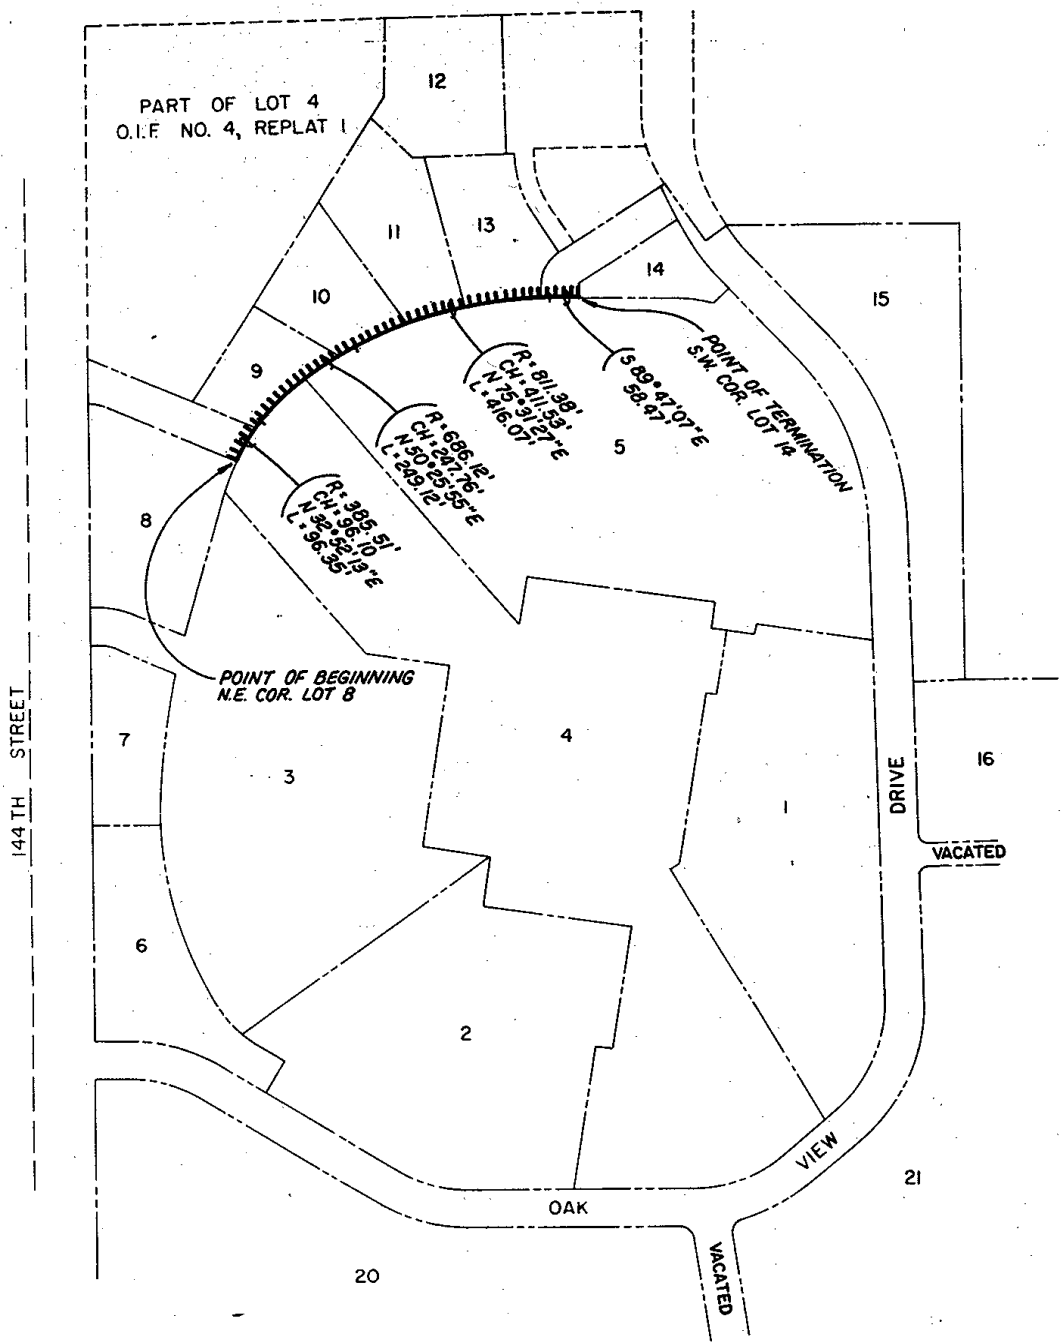 12
PART OF LOT 4
O.I.F. NO. 4, REPLAT 1
11
13
14
10
15
9
POINT OF TERMINATION
S.W. COR. LOT 14
S 89°47'07"E
58.47'
R=811.38'
CH=411.53'
N 75°31'27"E
L=416.07'
5
R=686.12'
CH=247.76'
N 50°25'55"E
L=249.12'
R=385.51'
CH=96.10
N 32°52'13"E
L=96.35'
8
POINT OF BEGINNING
N.E. COR. LOT 8
144TH STREET
7
3
4
1
16
DRIVE
VACATED
6
2
VIEW
21
OAK
VACATED
20